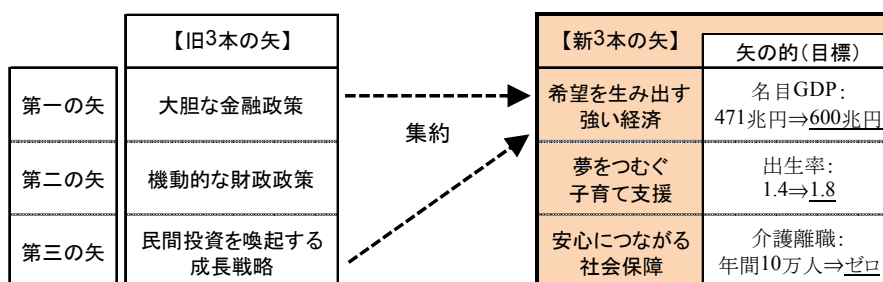 【旧3本の矢】
【新3本の矢】
矢の的(目標)
第一の矢
大胆な金融政策
集約
希望を生み出す
強い経済
名目GDP:
471兆円⇒600兆円
第二の矢
機動的な財政政策
夢をつむぐ
子育て支援
出生率:
1.4⇒1.8
第三の矢
民間投資を喚起する
成長戦略
安心につながる
社会保障
介護離職:
年間10万人⇒ゼロ